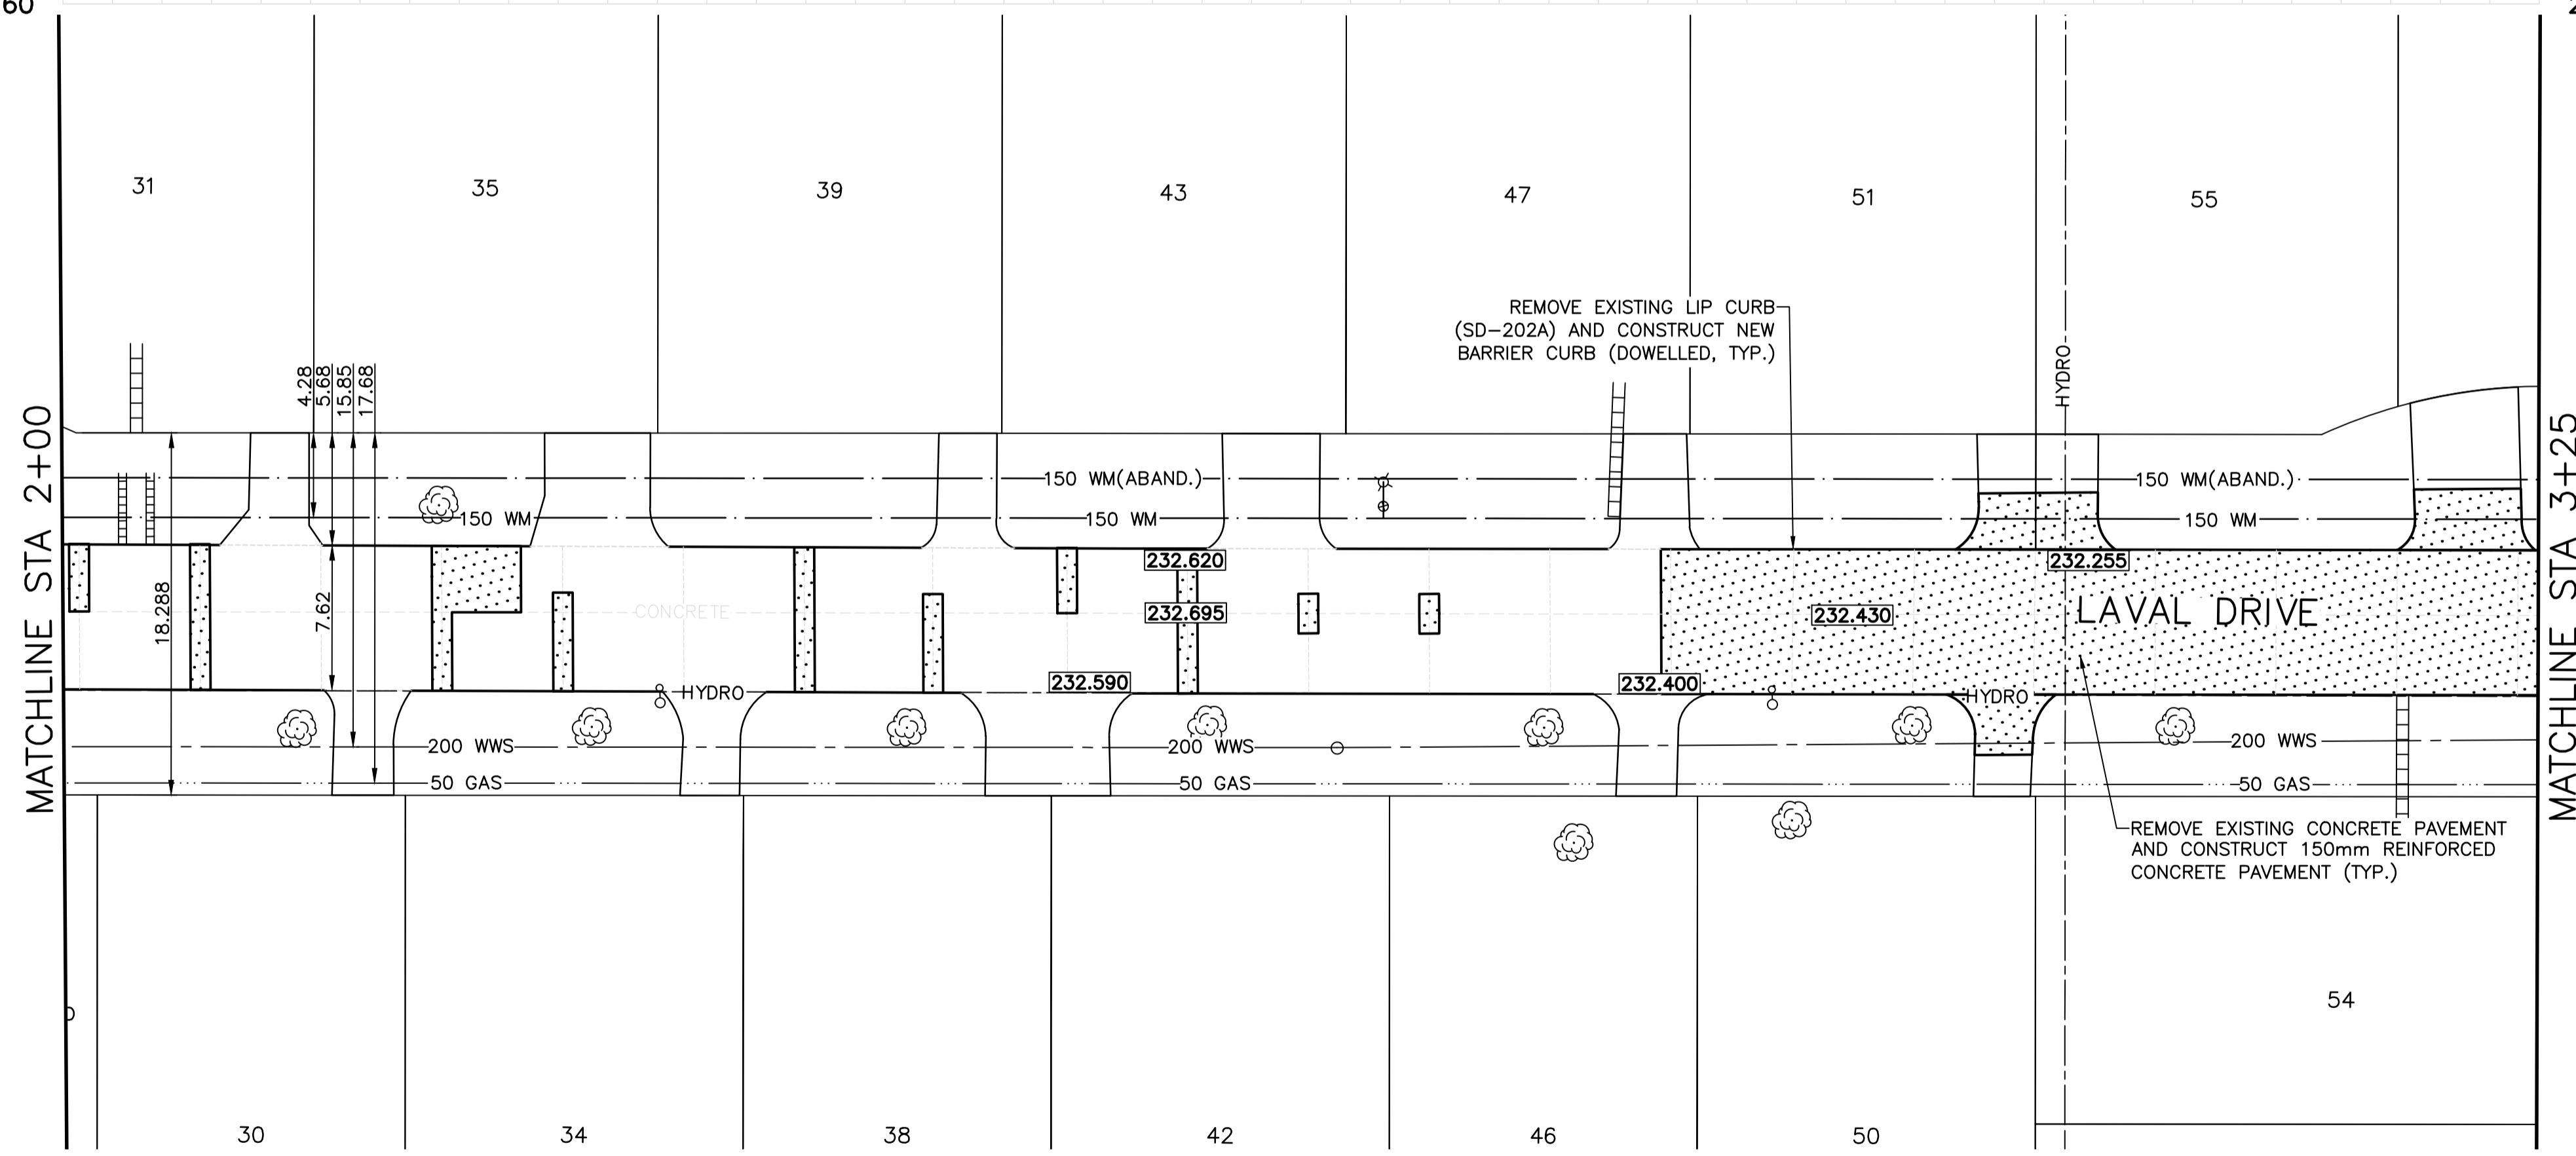 60
2
31
35
39
43
47
51
55
REMOVE EXISTING LIP CURB
(SD-202A) AND CONSTRUCT NEW
BARRIER CURB (DOWELLED, TYP.)
HYDRO
4.28
5.68
15.85
17.68
MATCHLINE STA 2+00
MATCHLINE STA 3+25
150 WM(ABAND.)
150 WM(ABAND.)
150 WM
150 WM
150 WM
232.620
232.255
18.288
7.62
CONCRETE
232.695
232.430
LAVAL DRIVE
232.590
232.400
HYDRO
HYDRO
200 WWS
200 WWS
200 WWS
50 GAS
50 GAS
50 GAS
REMOVE EXISTING CONCRETE PAVEMENT
AND CONSTRUCT 150mm REINFORCED
CONCRETE PAVEMENT (TYP.)
54
30
34
38
42
46
50